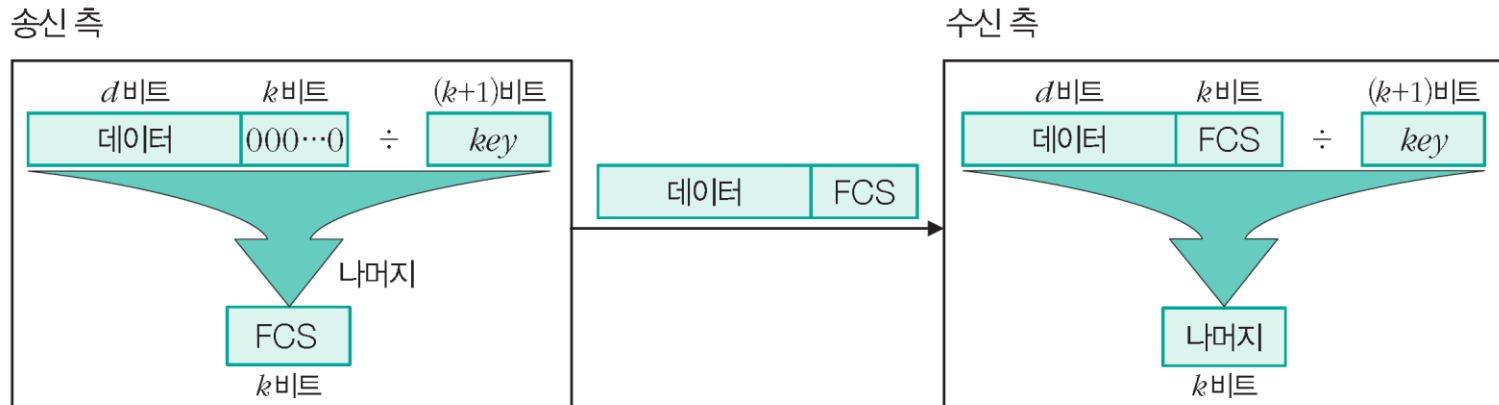 송신 측
d비트 k비트 (k+1)비트
데이터 000⋯0 ÷ key
나머지
FCS
k비트
데이터 FCS
수신 측
d비트 k비트 (k+1)비트
데이터 FCS ÷ key
나머지
k비트